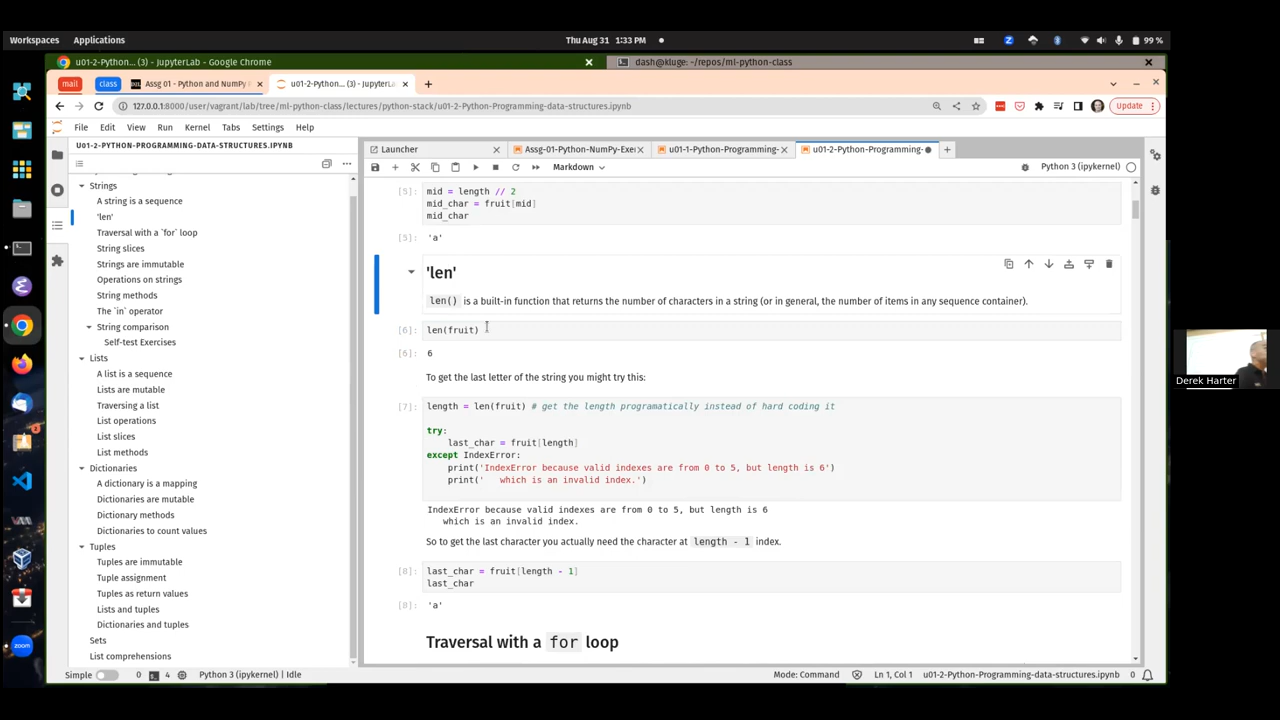 Workspaces Applications Thu Aug 31 1:33 PM 99 %
u01-2-Python... (3) - JupyterLab - Google Chrome dash@kluge: ~/repos/ml-python-class
mail class Assg 01 - Python and NumPy u01-2-Python... (3) - JupyterL
127.0.0.1:8000/user/vagrant/lab/tree/ml-python-class/lectures/python-stack/u01-2-Python-Programming-data-structures.ipynb Update
File Edit View Run Kernel Tabs Settings Help
U01-2-PYTHON-PROGRAMMING-DATA-STRUCTURES.IPYNB
Strings
A string is a sequence
'len'
Traversal with a `for` loop
String slices
Strings are immutable
Operations on strings
String methods
The `in` operator
String comparison
Self-test Exercises
Lists
A list is a sequence
Lists are mutable
Traversing a list
List operations
List slices
List methods
Dictionaries
A dictionary is a mapping
Dictionaries are mutable
Dictionary methods
Dictionaries to count values
Tuples
Tuples are immutable
Tuple assignment
Tuples as return values
Lists and tuples
Dictionaries and tuples
Sets
List comprehensions
Launcher Assg-01-Python-NumPy-Exer u01-1-Python-Programming- u01-2-Python-Programming-
Markdown Python 3 (ipykernel)
[5]: mid = length // 2
mid_char = fruit[mid]
mid_char
[5]: 'a'
'len'
len() is a built-in function that returns the number of characters in a string (or in general, the number of items in any sequence container).
[6]: len(fruit)
[6]: 6
To get the last letter of the string you might try this:
[7]: length = len(fruit) # get the length programatically instead of hard coding it
try:
last_char = fruit[length]
except IndexError:
print('IndexError because valid indexes are from 0 to 5, but length is 6')
print('   which is an invalid index.')
IndexError because valid indexes are from 0 to 5, but length is 6
which is an invalid index.
So to get the last character you actually need the character at length - 1 index.
[8]: last_char = fruit[length - 1]
last_char
[8]: 'a'
Traversal with a for loop
Derek Harter
Simple 0 4 Python 3 (ipykernel) | Idle Mode: Command Ln 1, Col 1 u01-2-Python-Programming-data-structures.ipynb 0
zoom